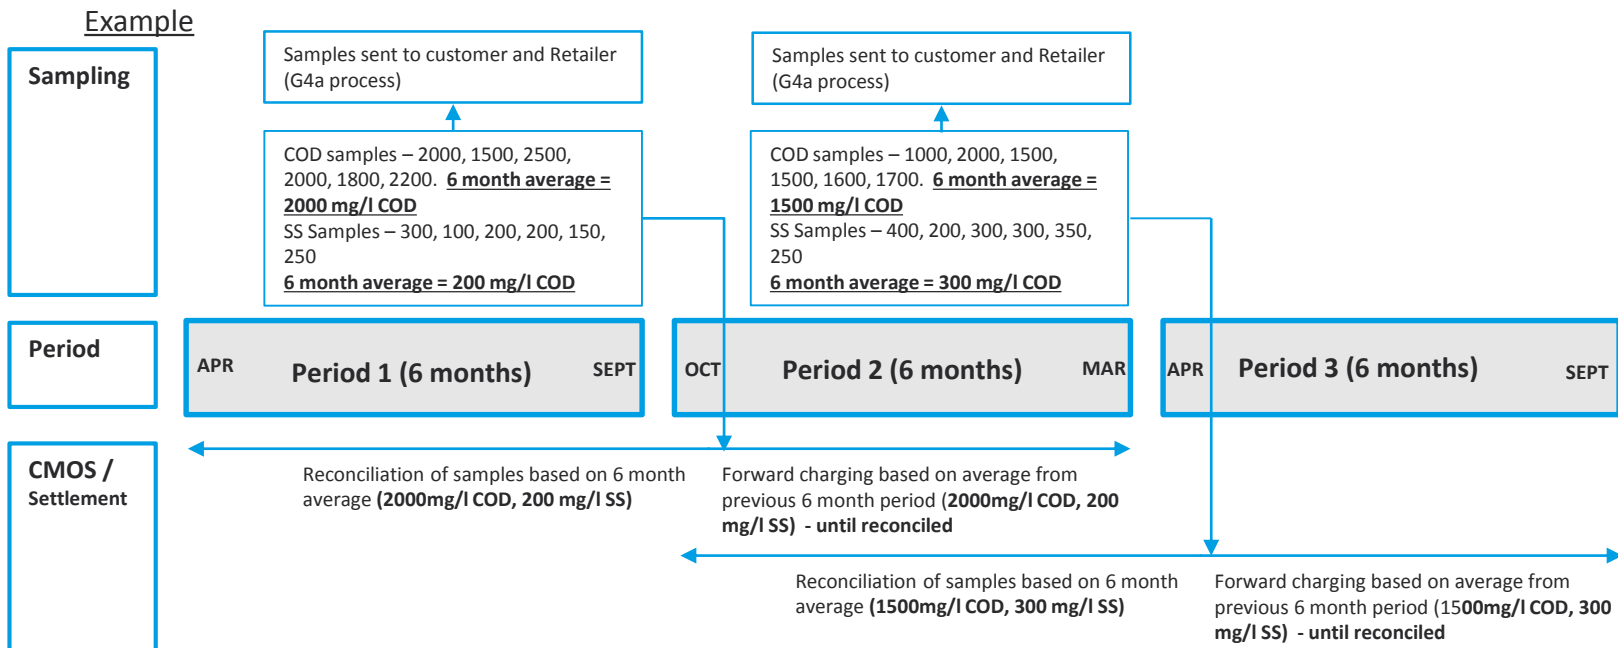 Example
Sampling
Samples sent to customer and Retailer
(G4a process)
Samples sent to customer and Retailer
(G4a process)
COD samples – 2000, 1500, 2500,
2000, 1800, 2200. 6 month average =
2000 mg/l COD
SS Samples – 300, 100, 200, 200, 150,
250
6 month average = 200 mg/l COD
COD samples – 1000, 2000, 1500,
1500, 1600, 1700. 6 month average =
1500 mg/l COD
SS Samples – 400, 200, 300, 300, 350,
250
6 month average = 300 mg/l COD
Period
APR Period 1 (6 months) SEPT
OCT Period 2 (6 months) MAR
APR Period 3 (6 months) SEPT
CMOS /
Settlement
Reconciliation of samples based on 6 month
average (2000mg/l COD, 200 mg/l SS)
Forward charging based on average from
previous 6 month period (2000mg/l COD, 200
mg/l SS) - until reconciled
Reconciliation of samples based on 6 month
average (1500mg/l COD, 300 mg/l SS)
Forward charging based on average from
previous 6 month period (1500mg/l COD, 300
mg/l SS) - until reconciled